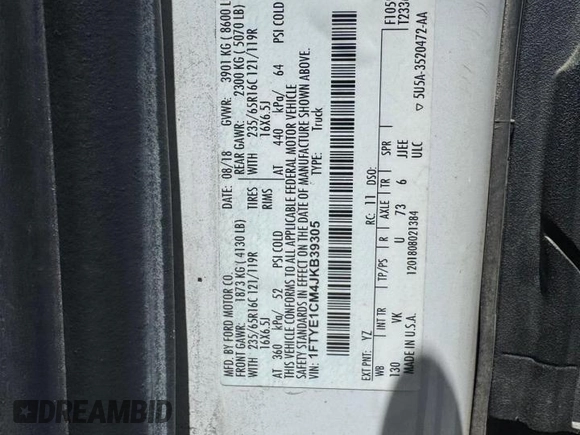 MFD. BY FORD MOTOR CO.
DATE: 08/18 GVWR: 3901 KG ( 8600 L
FRONT GAWR: 1873 KG ( 4130 LB) REAR GAWR: 2300 KG ( 5070 LB)
WITH 235/65R16C 121/119R TIRES WITH 235/65R16C 121/119R
16X6.5J RIMS 16X6.5J
AT 360 kPa/ 52 PSI COLD AT 440 kPa/ 64 PSI COLD
THIS VEHICLE CONFORMS TO ALL APPLICABLE FEDERAL MOTOR VEHICLE
SAFETY STANDARDS IN EFFECT ON THE DATE OF MANUFACTURE SHOWN ABOVE.
VIN: 1FTYE1CM4JKB39305 TYPE: Truck
F105
T2334
EXT PNT: YZ RC: 11 DSO:
WB INT TR TP/PS R AXLE TR SPR
130 VK U 73 6 JJEE
MADE IN U.S.A. 1201808021384 ULC
▽ 5U5A-3520472-AA
DREAMBID